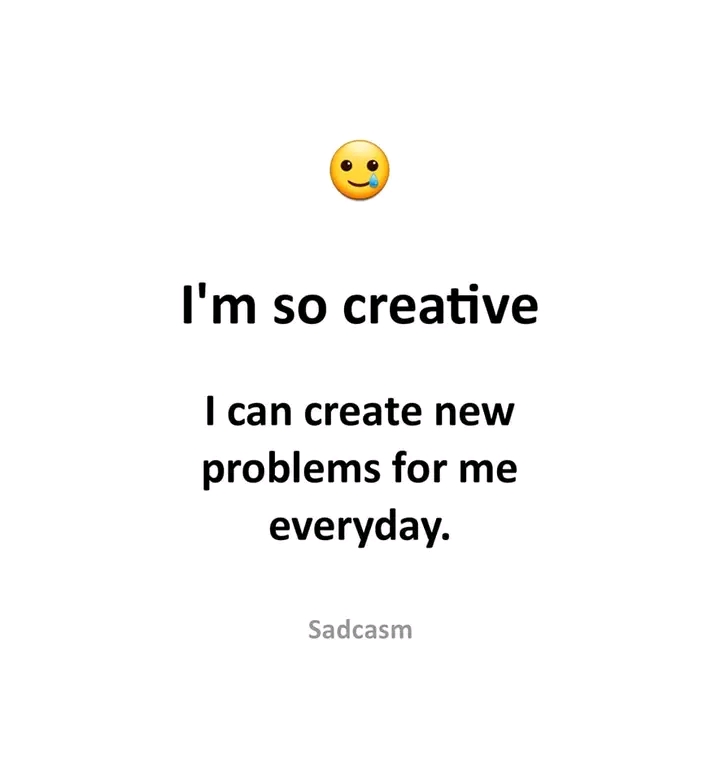 I'm so creative
I can create new
problems for me
everyday.
Sadcasm